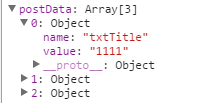 ▼ postData: Array[3]
▼ 0: Object
name: "txtTitle"
value: "1111"
▶ __proto__: Object
▶ 1: Object
▶ 2: Object